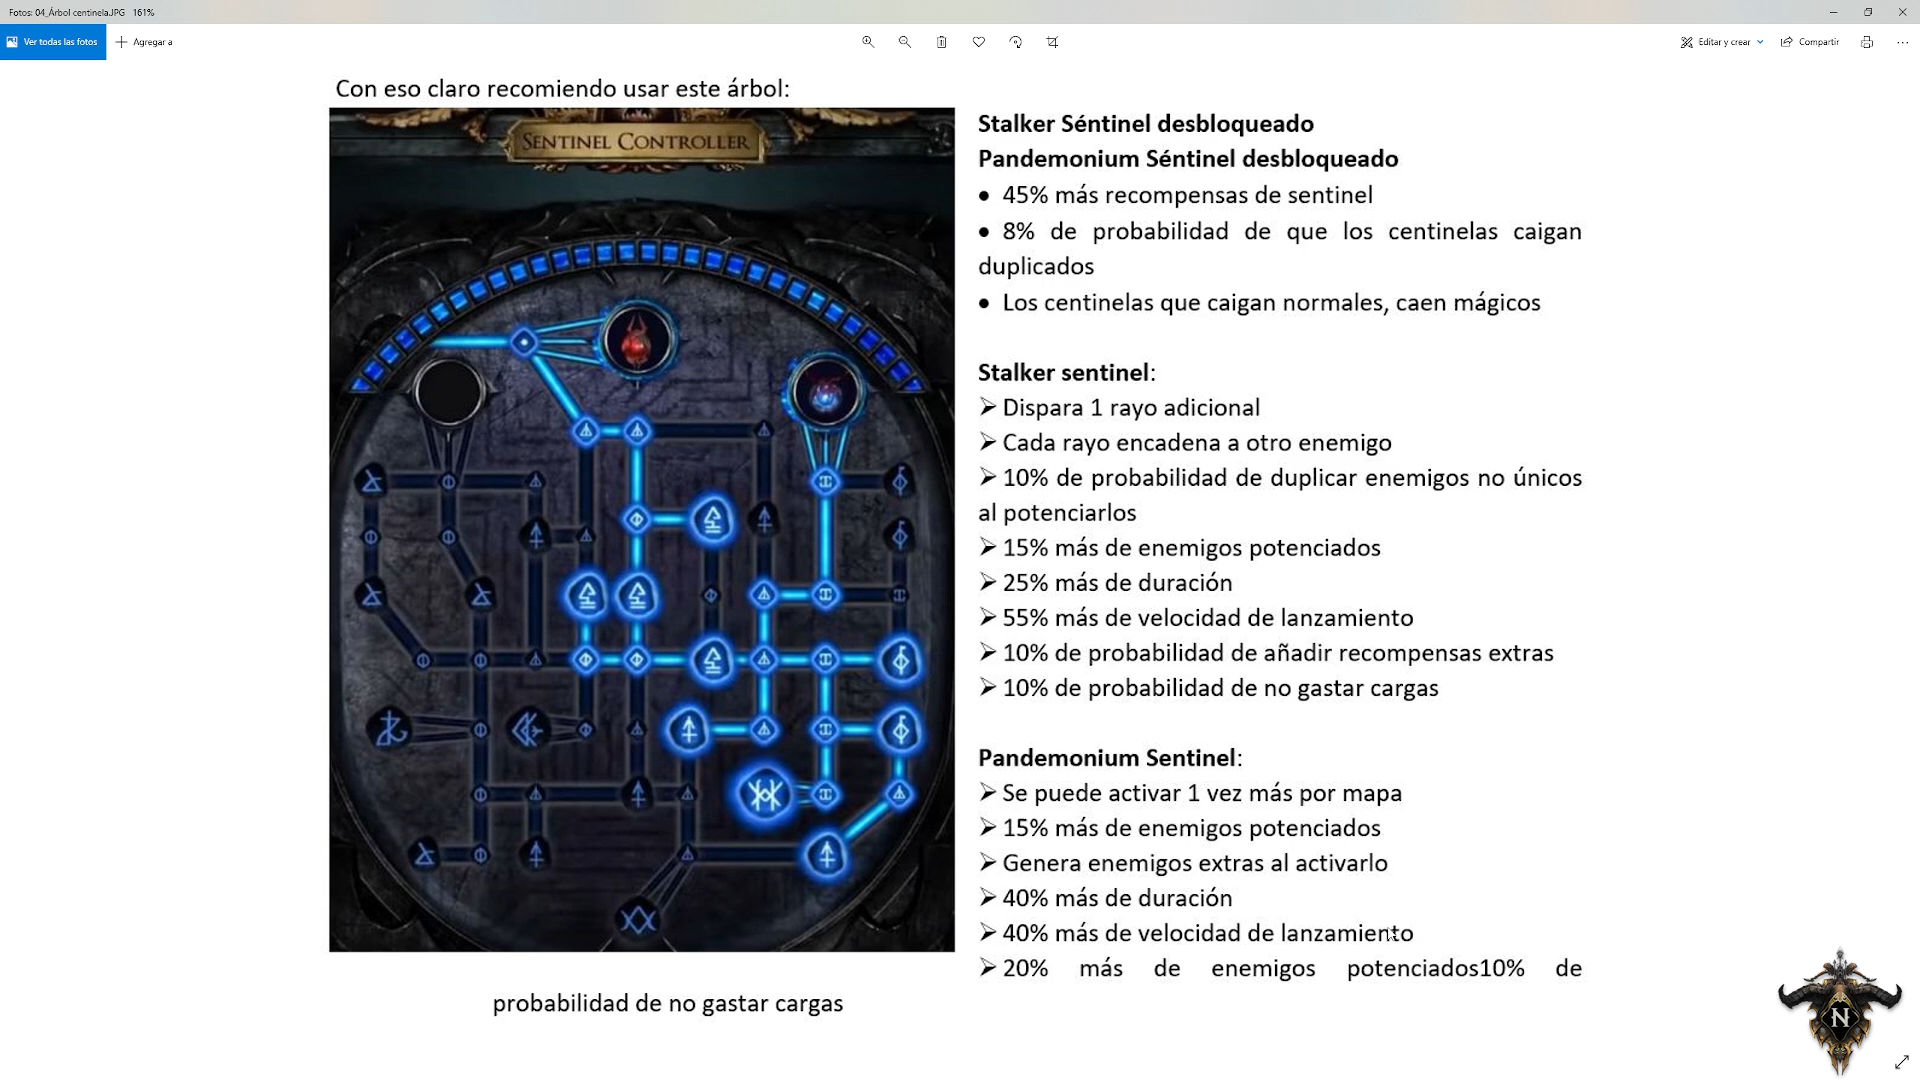 Fotos: 04_Árbol centinela.JPG 161%
Ver todas las fotos
Agregar a
Editar y crear
Compartir
Con eso claro recomiendo usar este árbol:
SENTINEL CONTROLLER
Stalker Séntinel desbloqueado
Pandemonium Séntinel desbloqueado
• 45% más recompensas de sentinel
• 8% de probabilidad de que los centinelas caigan
duplicados
• Los centinelas que caigan normales, caen mágicos
Stalker sentinel:
➢ Dispara 1 rayo adicional
➢ Cada rayo encadena a otro enemigo
➢ 10% de probabilidad de duplicar enemigos no únicos
al potenciarlos
➢ 15% más de enemigos potenciados
➢ 25% más de duración
➢ 55% más de velocidad de lanzamiento
➢ 10% de probabilidad de añadir recompensas extras
➢ 10% de probabilidad de no gastar cargas
Pandemonium Sentinel:
➢ Se puede activar 1 vez más por mapa
➢ 15% más de enemigos potenciados
➢ Genera enemigos extras al activarlo
➢ 40% más de duración
➢ 40% más de velocidad de lanzamiento
➢ 20% más de enemigos potenciados10% de
probabilidad de no gastar cargas
N